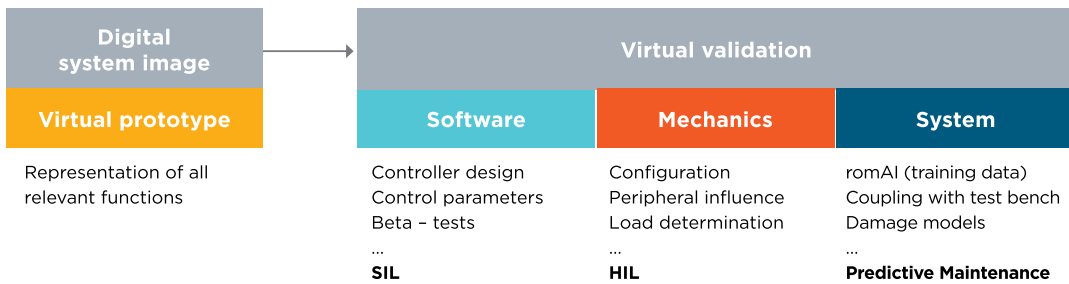 Digital
system image
Virtual validation
Virtual prototype
Software
Mechanics
System
Representation of all
relevant functions
Controller design
Control parameters
Beta – tests
...
SIL
Configuration
Peripheral influence
Load determination
...
HIL
romAI (training data)
Coupling with test bench
Damage models
...
Predictive Maintenance